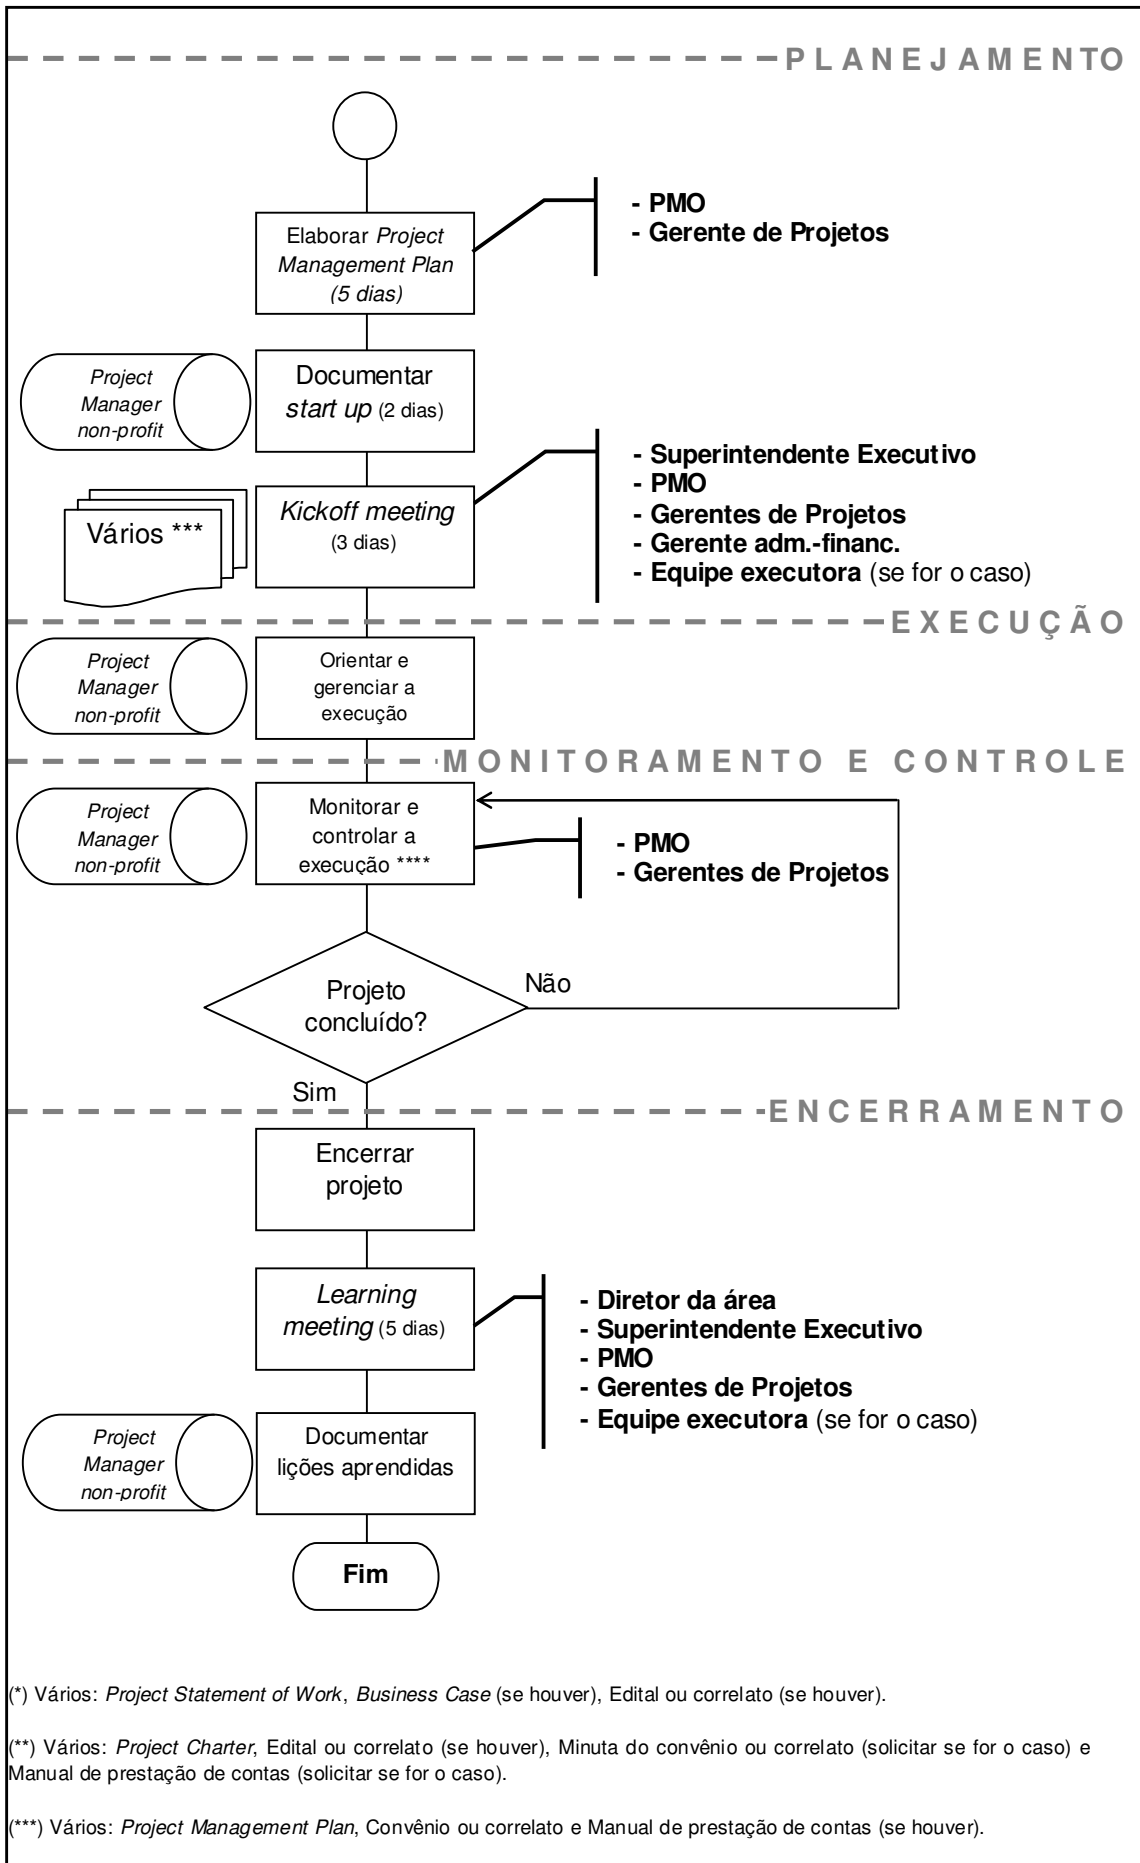 PLANEJAMENTO
Elaborar Project
Management Plan
(5 dias)
- PMO
- Gerente de Projetos
Project
Manager
non-profit
Documentar
start up (2 dias)
Vários ***
Kickoff meeting
(3 dias)
- Superintendente Executivo
- PMO
- Gerentes de Projetos
- Gerente adm.-financ.
- Equipe executora (se for o caso)
EXECUÇÃO
Project
Manager
non-profit
Orientar e
gerenciar a
execução
MONITORAMENTO E CONTROLE
Project
Manager
non-profit
Monitorar e
controlar a
execução ****
- PMO
- Gerentes de Projetos
Projeto
concluído?
Não
Sim
ENCERRAMENTO
Encerrar
projeto
Learning
meeting (5 dias)
- Diretor da área
- Superintendente Executivo
- PMO
- Gerentes de Projetos
- Equipe executora (se for o caso)
Project
Manager
non-profit
Documentar
lições aprendidas
Fim
(*) Vários: Project Statement of Work, Business Case (se houver), Edital ou correlato (se houver).
(**) Vários: Project Charter, Edital ou correlato (se houver), Minuta do convênio ou correlato (solicitar se for o caso) e
Manual de prestação de contas (solicitar se for o caso).
(***) Vários: Project Management Plan, Convênio ou correlato e Manual de prestação de contas (se houver).